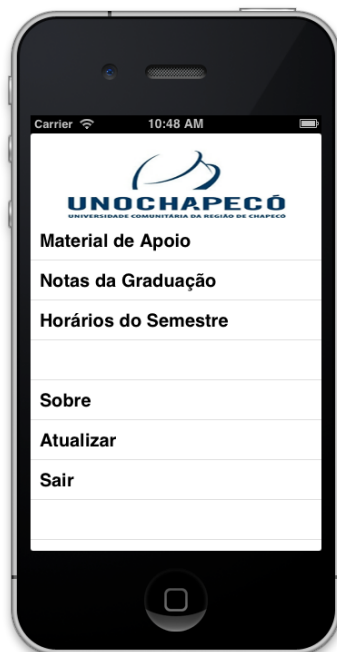 Carrier 10:48 AM
UNOCHAPECÓ
UNIVERSIDADE COMUNITÁRIA DA REGIÃO DE CHAPECÓ
Material de Apoio
Notas da Graduação
Horários do Semestre
Sobre
Atualizar
Sair